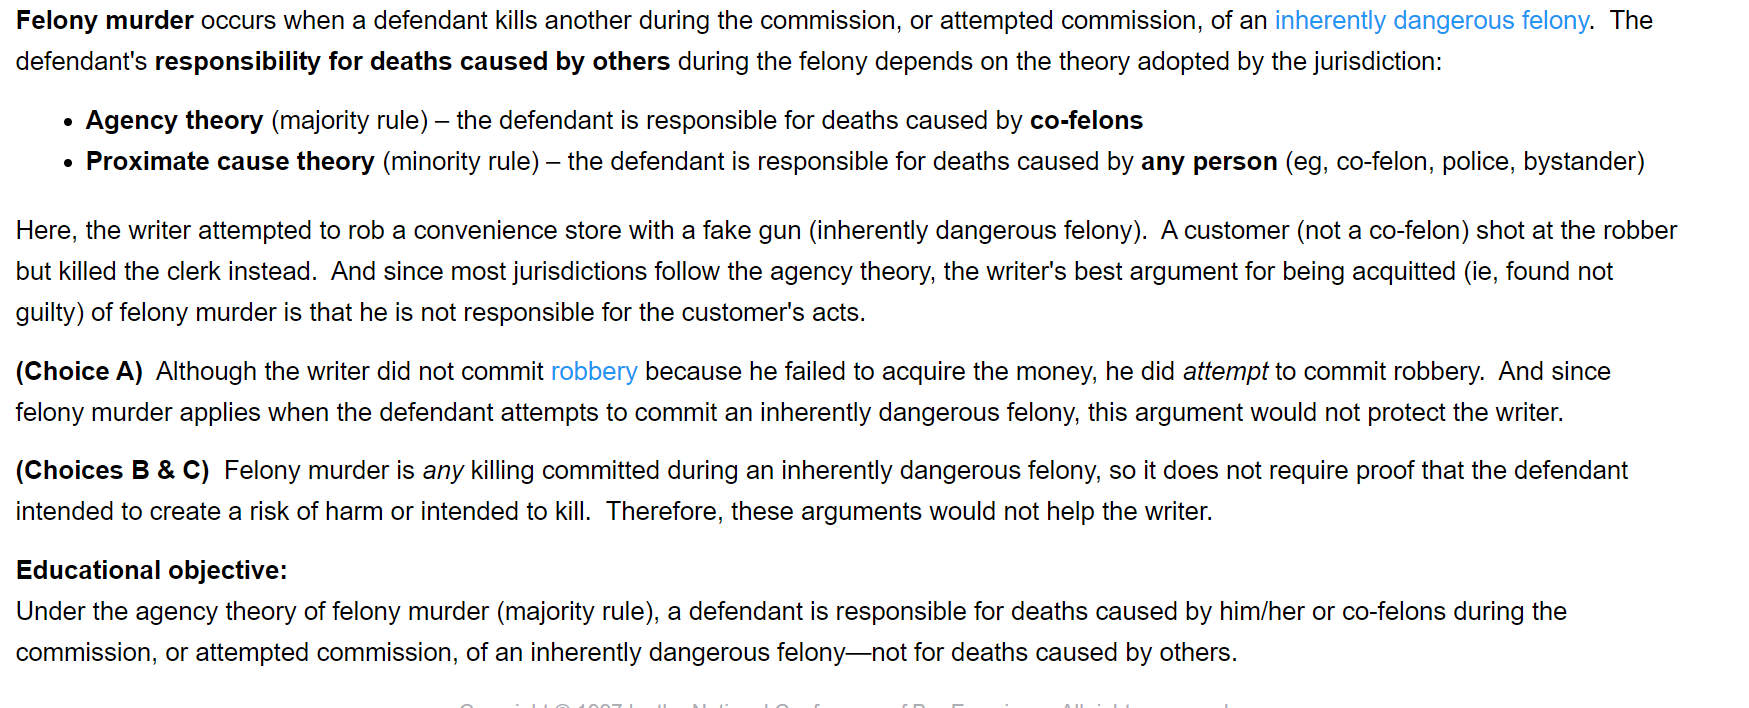 Felony murder occurs when a defendant kills another during the commission, or attempted commission, of an inherently dangerous felony.  The
defendant's responsibility for deaths caused by others during the felony depends on the theory adopted by the jurisdiction:
• Agency theory (majority rule) – the defendant is responsible for deaths caused by co-felons
• Proximate cause theory (minority rule) – the defendant is responsible for deaths caused by any person (eg, co-felon, police, bystander)
Here, the writer attempted to rob a convenience store with a fake gun (inherently dangerous felony).  A customer (not a co-felon) shot at the robber
but killed the clerk instead.  And since most jurisdictions follow the agency theory, the writer's best argument for being acquitted (ie, found not
guilty) of felony murder is that he is not responsible for the customer's acts.
(Choice A)  Although the writer did not commit robbery because he failed to acquire the money, he did attempt to commit robbery.  And since
felony murder applies when the defendant attempts to commit an inherently dangerous felony, this argument would not protect the writer.
(Choices B & C)  Felony murder is any killing committed during an inherently dangerous felony, so it does not require proof that the defendant
intended to create a risk of harm or intended to kill.  Therefore, these arguments would not help the writer.
Educational objective:
Under the agency theory of felony murder (majority rule), a defendant is responsible for deaths caused by him/her or co-felons during the
commission, or attempted commission, of an inherently dangerous felony—not for deaths caused by others.